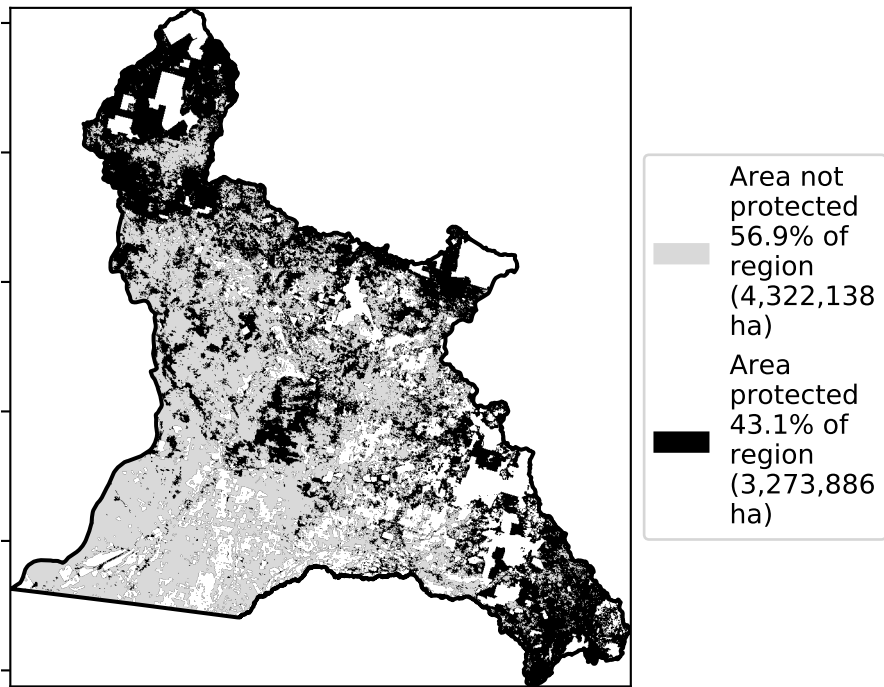 Area not
protected
56.9% of
region
(4,322,138
ha)
Area
protected
43.1% of
region
(3,273,886
ha)